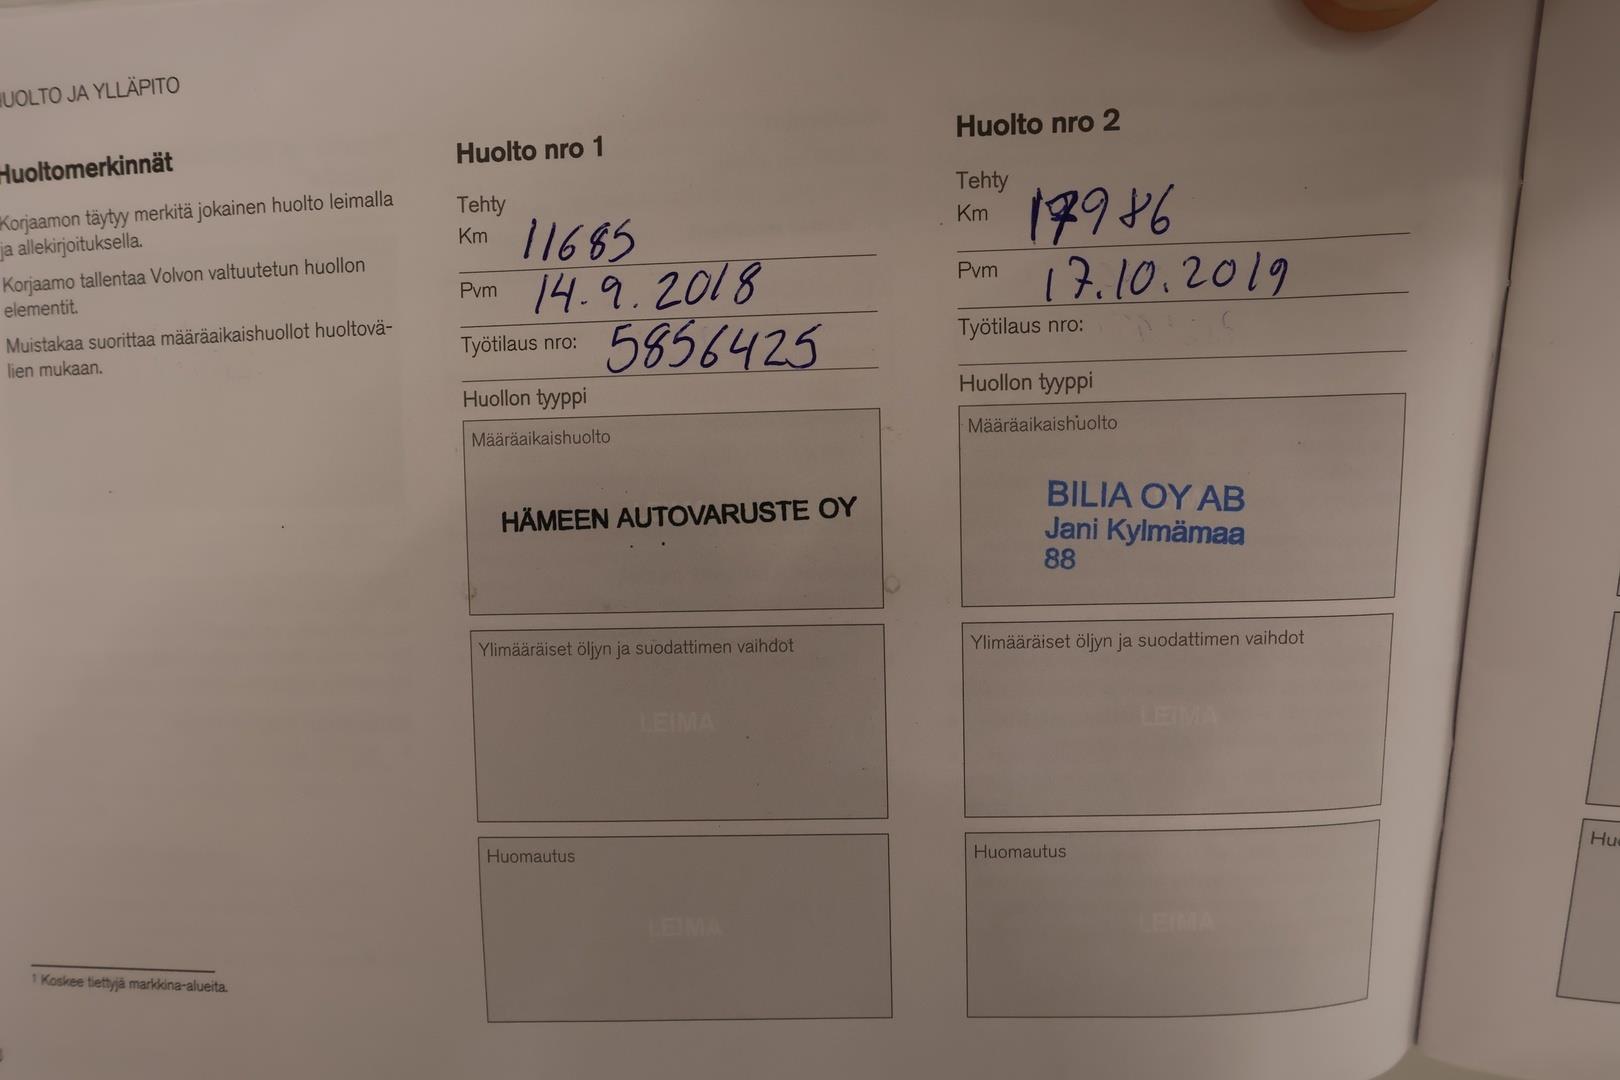 HUOLTO JA YLLÄPITO
Huoltomerkinnät
Korjaamon täytyy merkitä jokainen huolto leimalla
ja allekirjoituksella.
Korjaamo tallentaa Volvon valtuutetun huollon
elementit.
Muistakaa suorittaa määräaikaishuollot huoltovä-
lien mukaan.
1 Koskee tiettyjä markkina-alueita.
Huolto nro 1
Tehty
Km 11685
Pvm 14.9.2018
Työtilaus nro: 5856425
Huollon tyyppi
Määräaikaishuolto
HÄMEEN AUTOVARUSTE OY
Ylimääräiset öljyn ja suodattimen vaihdot
LEIMA
Huomautus
LEIMA
Huolto nro 2
Tehty
Km 17986
Pvm 17.10.2019
Työtilaus nro:
Huollon tyyppi
Määräaikaishuolto
BILIA OY AB
Jani Kylmämaa
88
Ylimääräiset öljyn ja suodattimen vaihdot
LEIMA
Huomautus
LEIMA